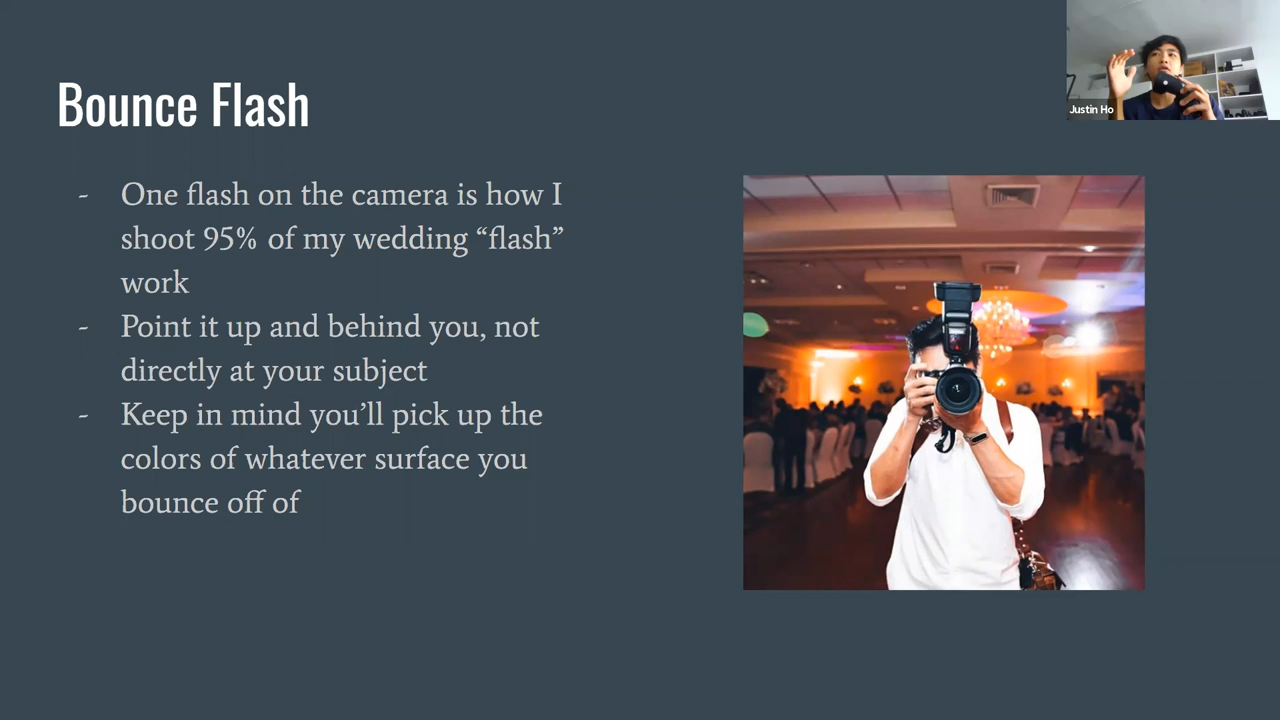 Bounce Flash
Justin Ho
- One flash on the camera is how I
shoot 95% of my wedding “flash”
work
- Point it up and behind you, not
directly at your subject
- Keep in mind you’ll pick up the
colors of whatever surface you
bounce off of